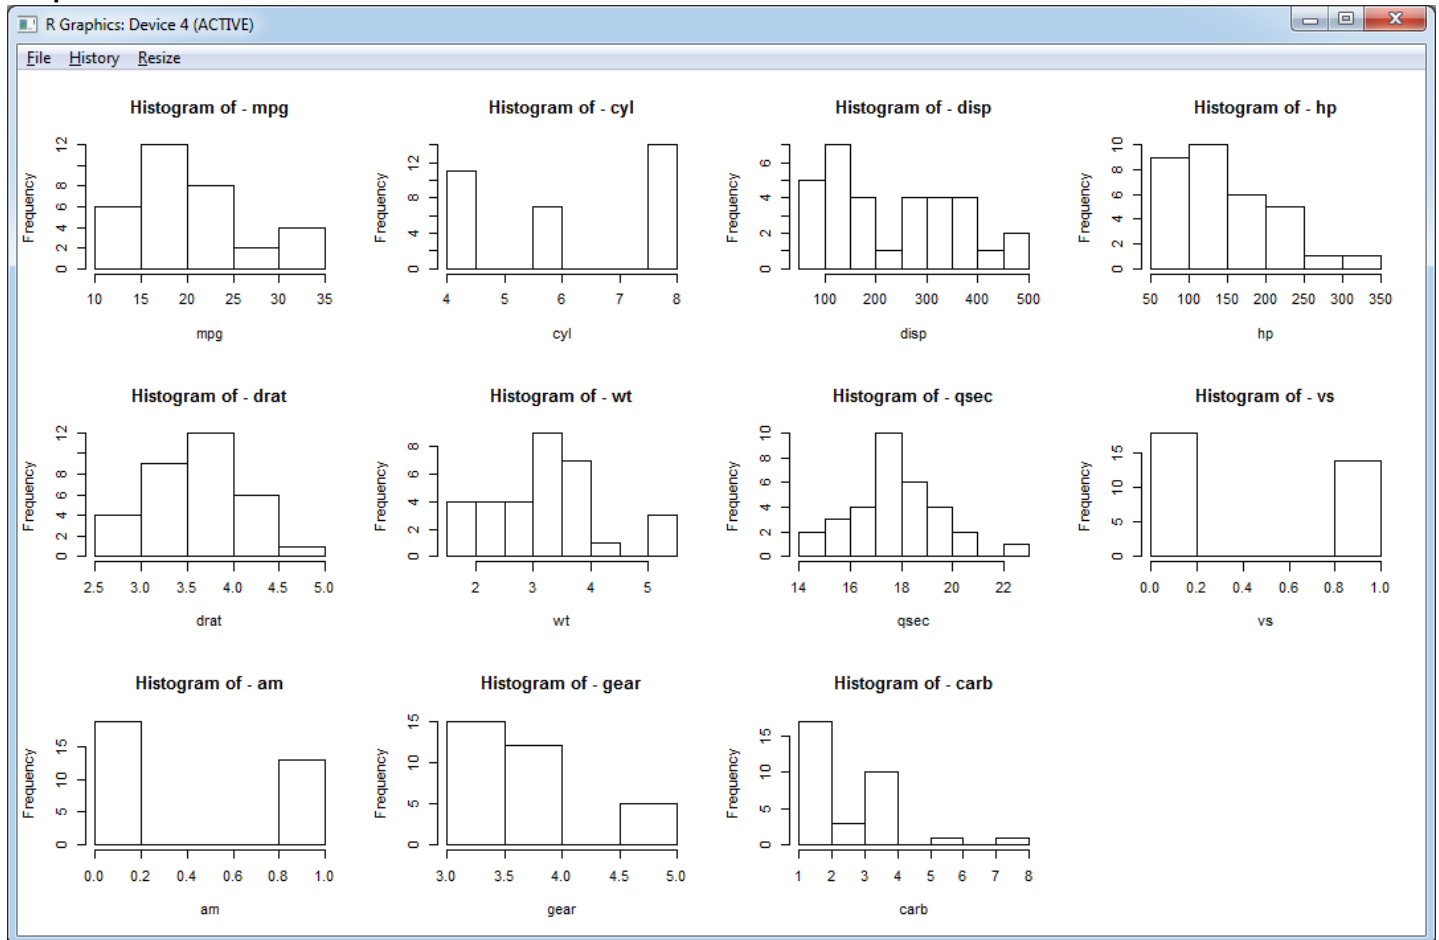 R Graphics: Device 4 (ACTIVE)
File History Resize
Histogram of - mpg
Frequency
0 2 4 6 8 12
10 15 20 25 30 35
mpg
Histogram of - cyl
Frequency
0 4 8 12
4 5 6 7 8
cyl
Histogram of - disp
Frequency
0 2 4 6
100 200 300 400 500
disp
Histogram of - hp
Frequency
0 2 4 6 8 10
50 100 150 200 250 300 350
hp
Histogram of - drat
Frequency
0 2 4 6 8 12
2.5 3.0 3.5 4.0 4.5 5.0
drat
Histogram of - wt
Frequency
0 2 4 6 8
2 3 4 5
wt
Histogram of - qsec
Frequency
0 2 4 6 8 10
14 16 18 20 22
qsec
Histogram of - vs
Frequency
0 5 10 15
0.0 0.2 0.4 0.6 0.8 1.0
vs
Histogram of - am
Frequency
0 5 10 15
0.0 0.2 0.4 0.6 0.8 1.0
am
Histogram of - gear
Frequency
0 5 10 15
3.0 3.5 4.0 4.5 5.0
gear
Histogram of - carb
Frequency
0 5 10 15
1 2 3 4 5 6 7 8
carb